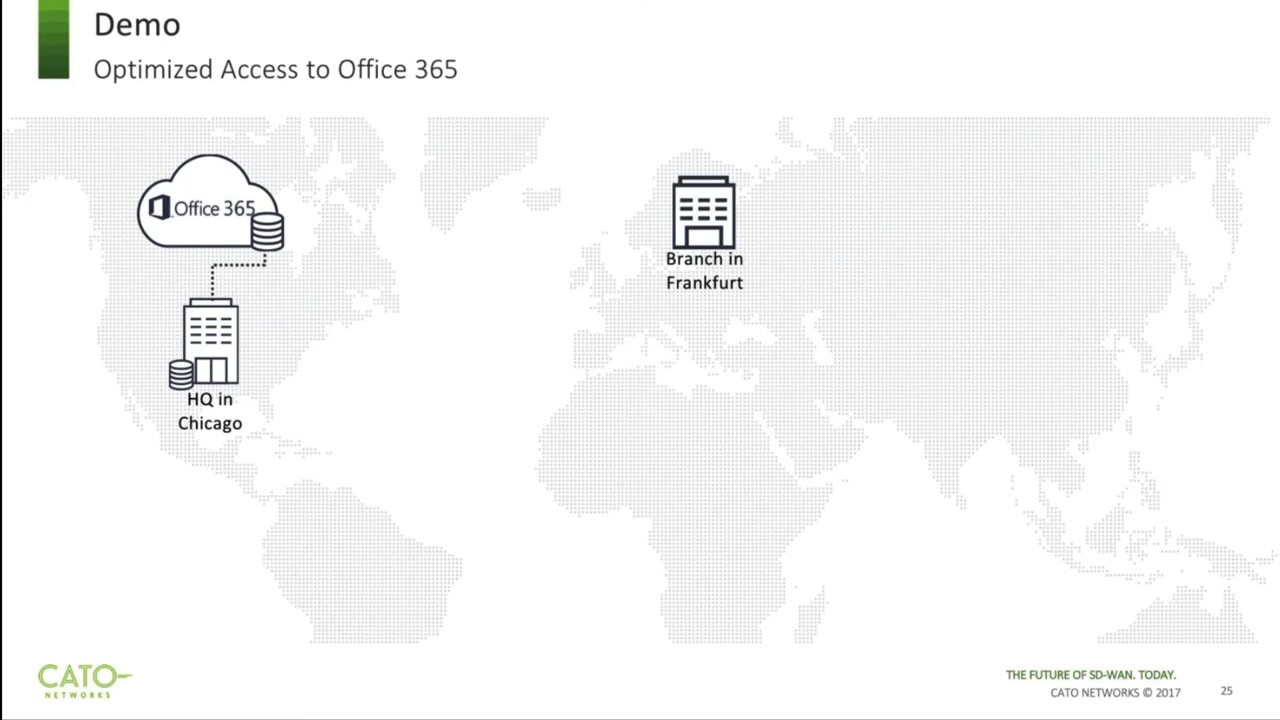 Demo
Optimized Access to Office 365
Office 365
Branch in
Frankfurt
HQ in
Chicago
CATO
NETWORKS
THE FUTURE OF SD-WAN. TODAY.
CATO NETWORKS © 2017
25